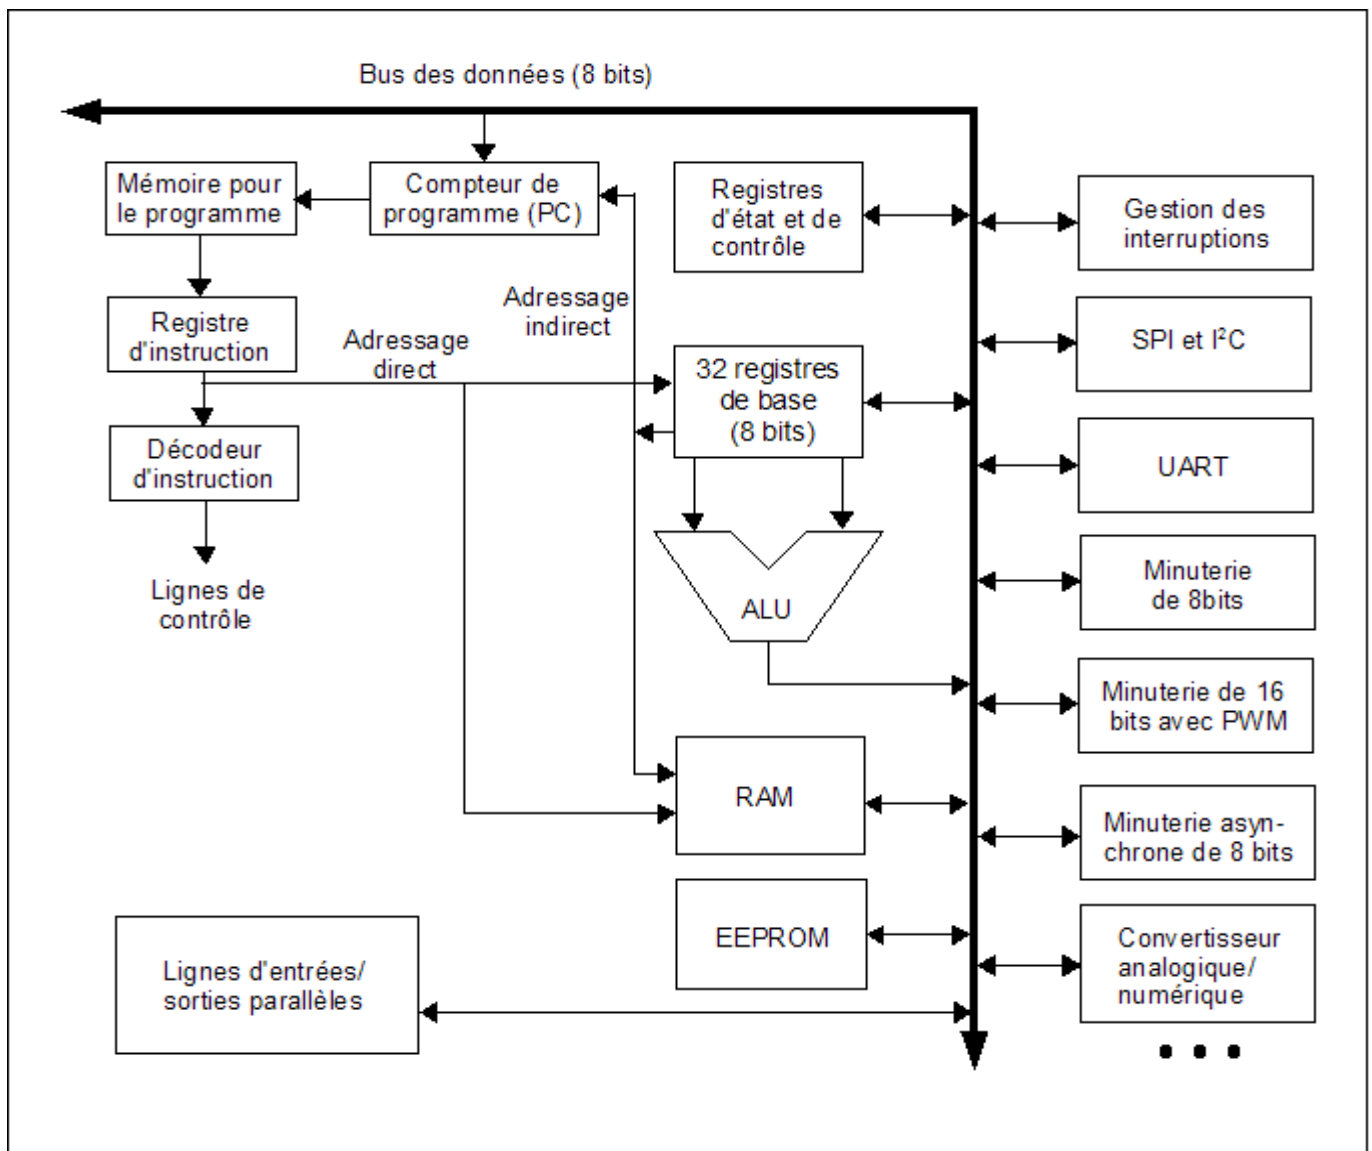 Bus des données (8 bits)
Mémoire pour
le programme
Compteur de
programme (PC)
Registres
d'état et de
contrôle
Gestion des
interruptions
Registre
d'instruction
Adressage
direct
Adressage
indirect
SPI et I²C
32 registres
de base
(8 bits)
Décodeur
d'instruction
UART
Lignes de
contrôle
ALU
Minuterie
de 8bits
Minuterie de 16
bits avec PWM
RAM
Minuterie asyn-
chrone de 8 bits
EEPROM
Convertisseur
analogique/
numérique
Lignes d'entrées/
sorties parallèles